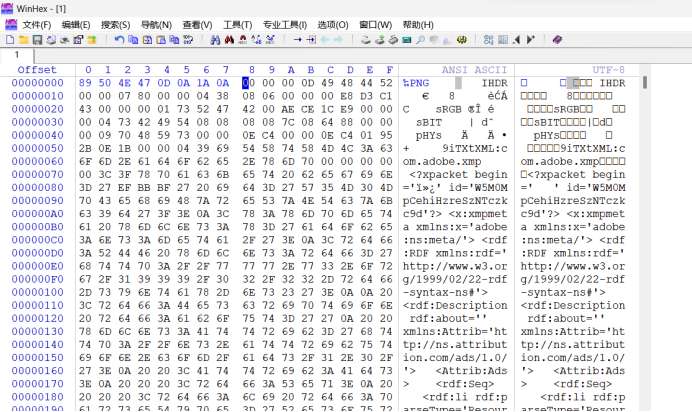 WinHex - [1]
文件(F) 编辑(E) 搜索(S) 导航(N) 查看(V) 工具(T) 专业工具(I) 选项(O) 窗口(W) 帮助(H)
1
Offset 0 1 2 3 4 5 6 7 8 9 A B C D E F ANSI ASCII UTF-8
00000000 89 50 4E 47 0D 0A 1A 0A 00 00 00 0D 49 48 44 52 ‰PNG IHDR IHDR
00000010 00 00 07 80 00 00 04 38 08 06 00 00 00 E8 D3 C1 € 8 èÓÁ 8
00000020 43 00 00 00 01 73 52 47 42 00 AE CE 1C E9 00 00 C sRGB ®Î é sRGB
00000030 00 04 73 42 49 54 08 08 08 08 7C 08 64 88 00 00 sBIT | dˆ sBIT |d
00000040 00 09 70 48 59 73 00 00 0E C4 00 00 0E C4 01 95 pHYs Ä Ä • pHYs
00000050 2B 0E 1B 00 00 04 39 69 54 58 74 58 4D 4C 3A 63 + 9iTXtXML:c 9iTXtXML:c
00000060 6F 6D 2E 61 64 6F 62 65 2E 78 6D 70 00 00 00 00 om.adobe.xmp om.adobe.xmp
00000070 00 3C 3F 78 70 61 63 6B 65 74 20 62 65 67 69 6E <?xpacket begin <?xpacket begin
00000080 3D 27 EF BB BF 27 20 69 64 3D 27 57 35 4D 30 4D ='ï»¿' id='W5M0M =' ' id='W5M0M
00000090 70 43 65 68 69 48 7A 72 65 53 7A 4E 54 63 7A 6B pCehiHzreSzNTczk pCehiHzreSzNTczk
000000A0 63 39 64 27 3F 3E 0A 3C 78 3A 78 6D 70 6D 65 74 c9d'?> <x:xmpmet c9d'?> <x:xmpmet
000000B0 61 20 78 6D 6C 6E 73 3A 78 3D 27 61 64 6F 62 65 a xmlns:x='adobe a xmlns:x='adobe
000000C0 3A 6E 73 3A 6D 65 74 61 2F 27 3E 0A 3C 72 64 66 :ns:meta/'> <rdf :ns:meta/'> <rdf
000000D0 3A 52 44 46 20 78 6D 6C 6E 73 3A 72 64 66 3D 27 :RDF xmlns:rdf=' :RDF xmlns:rdf='
000000E0 68 74 74 70 3A 2F 2F 77 77 77 2E 77 33 2E 6F 72 http://www.w3.or http://www.w3.or
000000F0 67 2F 31 39 39 39 2F 30 32 2F 32 32 2D 72 64 66 g/1999/02/22-rdf g/1999/02/22-rdf
00000100 2D 73 79 6E 74 61 78 2D 6E 73 23 27 3E 0A 0A 20 -syntax-ns#'> -syntax-ns#'>
00000110 3C 72 64 66 3A 44 65 73 63 72 69 70 74 69 6F 6E <rdf:Description <rdf:Description
00000120 20 72 64 66 3A 61 62 6F 75 74 3D 27 27 0A 20 20 rdf:about='' rdf:about=''
00000130 78 6D 6C 6E 73 3A 41 74 74 72 69 62 3D 27 68 74 xmlns:Attrib='ht xmlns:Attrib='ht
00000140 74 70 3A 2F 2F 6E 73 2E 61 74 74 72 69 62 75 74 tp://ns.attribut tp://ns.attribut
00000150 69 6F 6E 2E 63 6F 6D 2F 61 64 73 2F 31 2E 30 2F ion.com/ads/1.0/ ion.com/ads/1.0/
00000160 27 3E 0A 20 20 3C 41 74 74 72 69 62 3A 41 64 73 '> <Attrib:Ads '> <Attrib:Ads
00000170 3E 0A 20 20 20 3C 72 64 66 3A 53 65 71 3E 0A 20 > <rdf:Seq> > <rdf:Seq>
00000180 20 20 20 3C 72 64 66 3A 6C 69 20 72 64 66 3A 70 <rdf:li rdf:p <rdf:li rdf:p
00000190 61 72 73 65 54 79 70 65 3D 27 52 65 73 6F 75 72 arseType='Resour arseType='Resour